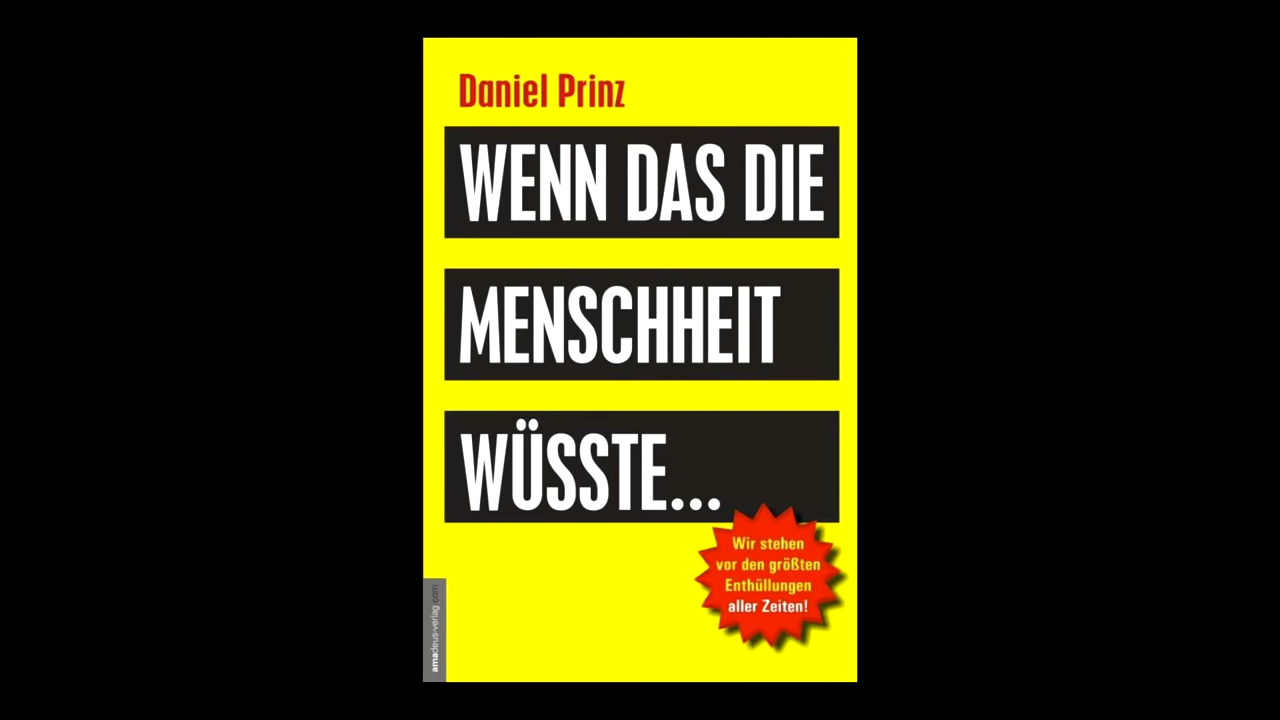 Daniel Prinz
WENN DAS DIE
MENSCHHEIT
WÜSSTE...
Wir stehen
vor den größten
Enthüllungen
aller Zeiten!
amadeus-verlag.com